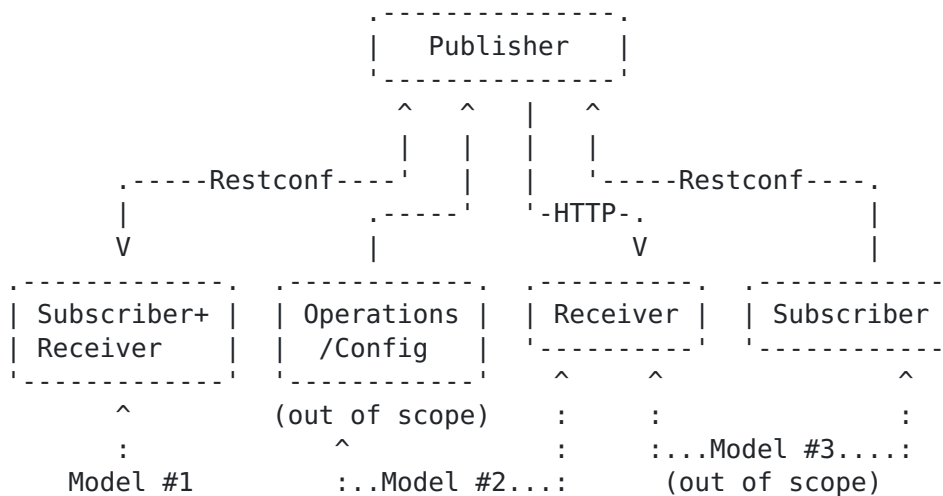 Publisher
Restconf Restconf
HTTP
Subscriber+ Operations Receiver Subscriber
Receiver /Config
(out of scope)
Model #3
Model #1 Model #2 (out of scope)